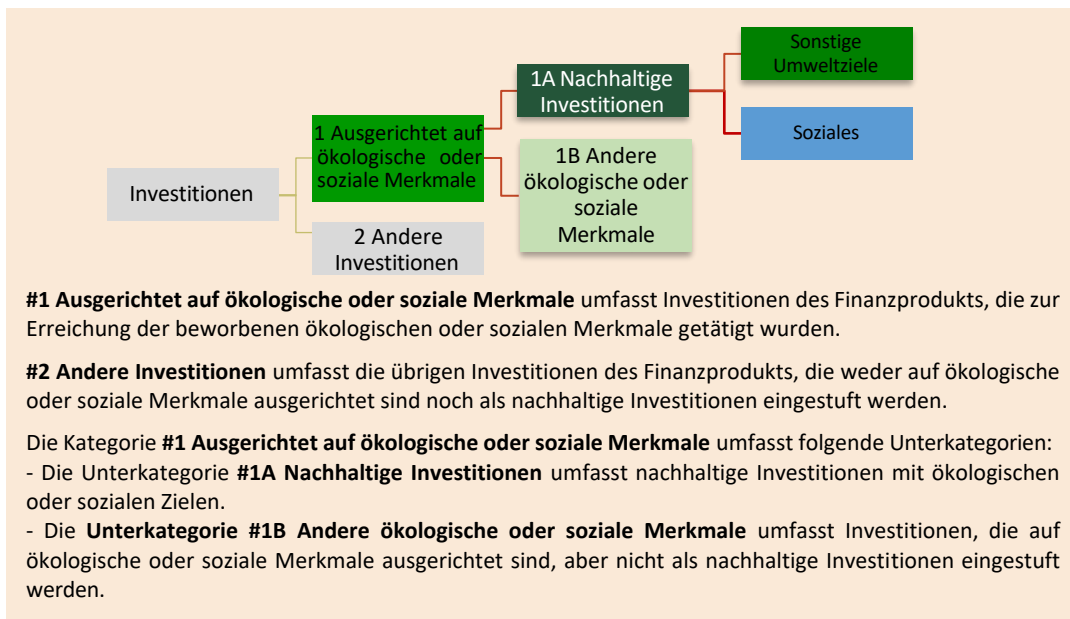 Sonstige
Umweltziele
1A Nachhaltige
Investitionen
Soziales
1 Ausgerichtet auf
ökologische oder
soziale Merkmale
1B Andere
ökologische oder
soziale
Merkmale
Investitionen
2 Andere
Investitionen
#1 Ausgerichtet auf ökologische oder soziale Merkmale umfasst Investitionen des Finanzprodukts, die zur
Erreichung der beworbenen ökologischen oder sozialen Merkmale getätigt wurden.
#2 Andere Investitionen umfasst die übrigen Investitionen des Finanzprodukts, die weder auf ökologische
oder soziale Merkmale ausgerichtet sind noch als nachhaltige Investitionen eingestuft werden.
Die Kategorie #1 Ausgerichtet auf ökologische oder soziale Merkmale umfasst folgende Unterkategorien:
- Die Unterkategorie #1A Nachhaltige Investitionen umfasst nachhaltige Investitionen mit ökologischen
oder sozialen Zielen.
- Die Unterkategorie #1B Andere ökologische oder soziale Merkmale umfasst Investitionen, die auf
ökologische oder soziale Merkmale ausgerichtet sind, aber nicht als nachhaltige Investitionen eingestuft
werden.